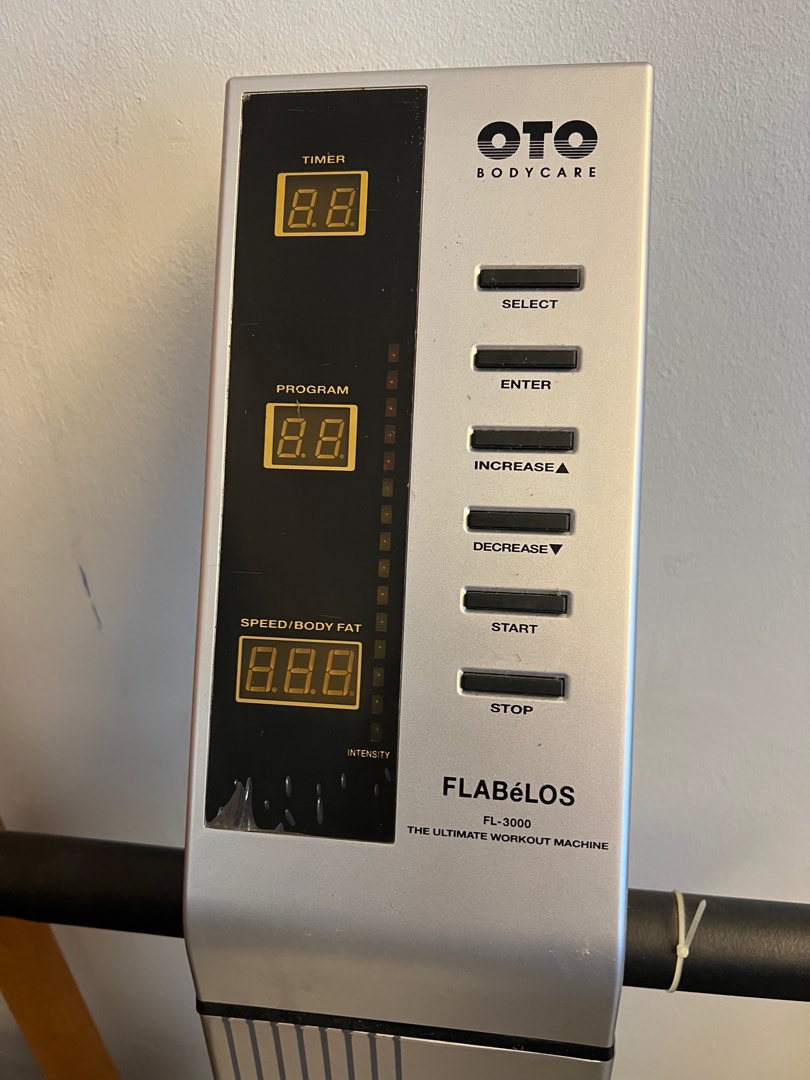 TIMER
PROGRAM
SPEED/BODY FAT
INTENSITY
OTO
BODYCARE
SELECT
ENTER
INCREASE▲
DECREASE▼
START
STOP
FLABéLOS
FL-3000
THE ULTIMATE WORKOUT MACHINE